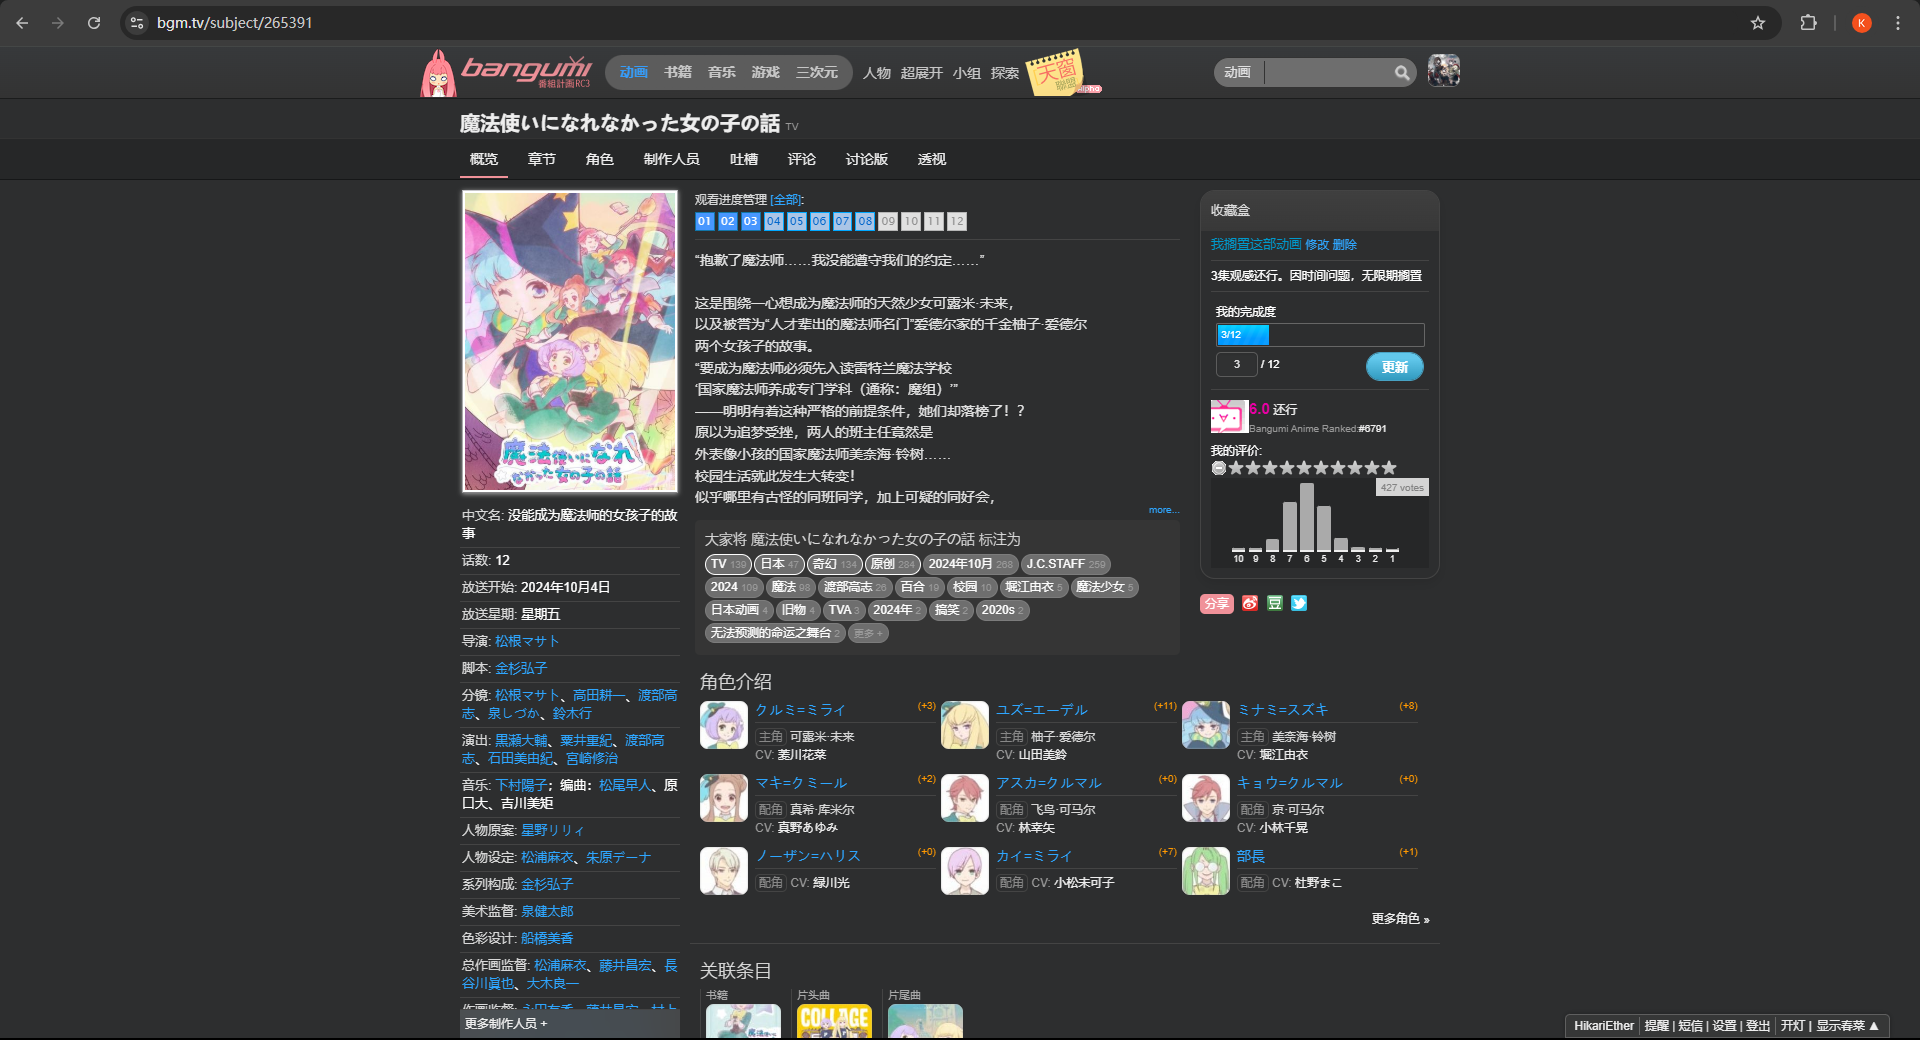 bgm.tv/subject/265391
K
bangumi
番組計画 RC3
动画 书籍 音乐 游戏 三次元
人物 超展开 小组 探索
天窗
聯盟 alpha
动画
魔法使いになれなかった女の子の話 TV
概览 章节 角色 制作人员 吐槽 评论 讨论版 透视
魔法使いになれ
なかった女の子の話
中文名: 没能成为魔法师的女孩子的故
事
话数: 12
放送开始: 2024年10月4日
放送星期: 星期五
导演: 松根マサト
脚本: 金杉弘子
分镜: 松根マサト、高田耕一、渡部高
志、泉しづか、鈴木行
演出: 黒瀬大輔、粟井重紀、渡部高
志、石田美由紀、宮崎修治
音乐: 下村陽子；编曲：松尾早人、原
口大、吉川美矩
人物原案: 星野リリィ
人物设定: 松浦麻衣、朱原デーナ
系列构成: 金杉弘子
美术监督: 泉健太郎
色彩设计: 船橋美香
总作画监督: 松浦麻衣、藤井昌宏、長
谷川眞也、大木良一
更多制作人员 +
观看进度管理 [全部]:
01 02 03 04 05 06 07 08 09 10 11 12
“抱歉了魔法师……我没能遵守我们的约定……”
这是围绕一心想成为魔法师的天然少女可露米·未来，
以及被誉为“人才辈出的魔法师名门”爱德尔家的千金柚子·爱德尔
两个女孩子的故事。
“要成为魔法师必须先入读雷特兰魔法学校
‘国家魔法师养成专门学科（通称：魔组）’”
——明明有着这种严格的前提条件，她们却落榜了！？
原以为追梦受挫，两人的班主任竟然是
外表像小孩的国家魔法师美奈海·铃树……
校园生活就此发生大转变！
似乎哪里有古怪的同班同学，加上可疑的同好会，
more...
大家将 魔法使いになれなかった女の子の話 标注为
TV 139 日本 47 奇幻 134 原创 284 2024年10月 268 J.C.STAFF 259
2024 109 魔法 98 渡部高志 26 百合 19 校园 10 堀江由衣 5 魔法少女 5
日本动画 4 旧物 4 TVA 3 2024年 2 搞笑 2 2020s 2
无法预测的命运之舞台 2 更多 +
角色介绍
クルミ=ミライ (+3)
主角 可露米·未来
CV: 菱川花菜
ユズ=エーデル (+11)
主角 柚子·爱德尔
CV: 山田美鈴
ミナミ=スズキ (+8)
主角 美奈海·铃树
CV: 堀江由衣
マキ=クミール (+2)
配角 真希·库米尔
CV: 真野あゆみ
アスカ=クルマル (+0)
配角 飞鸟·可马尔
CV: 林幸矢
キョウ=クルマル (+0)
配角 京·可马尔
CV: 小林千晃
ノーザン=ハリス (+0)
配角 CV: 緑川光
カイ=ミライ (+7)
配角 CV: 小松未可子
部長 (+1)
配角 CV: 杜野まこ
更多角色 »
关联条目
书籍 片头曲 片尾曲
COLLAGE
收藏盒
我搁置这部动画 修改 删除
3集观感还行。因时间问题，无限期搁置
我的完成度
3/12
3 / 12 更新
6.0 还行
Bangumi Anime Ranked:#6791
我的评价:
427 votes
10 9 8 7 6 5 4 3 2 1
分享 豆
HikariEther 提醒 | 短信 | 设置 | 登出 开灯 | 显示春菜 ▲